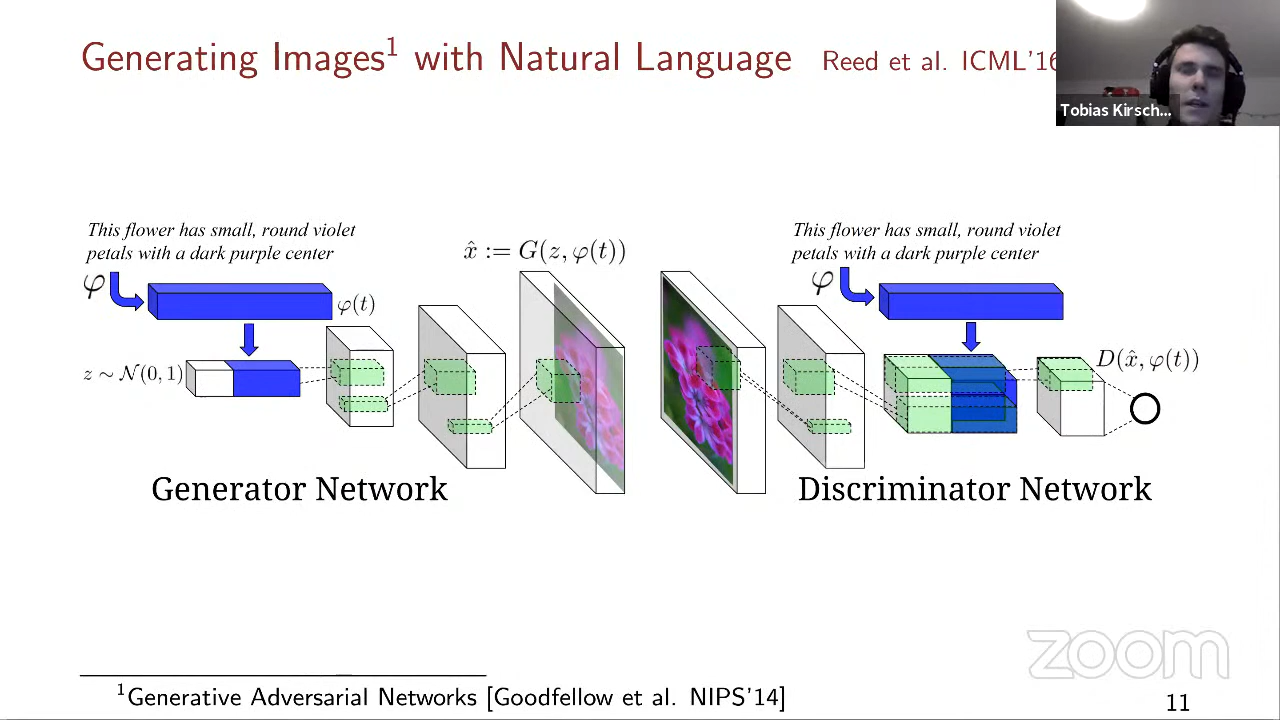 Generating Images¹ with Natural Language Reed et al. ICML'16
Tobias Kirsch...
This flower has small, round violet
petals with a dark purple center
φ
φ(t)
z ∼ 𝒩(0, 1)
x̂ := G(z, φ(t))
Generator Network
This flower has small, round violet
petals with a dark purple center
φ
D(x̂, φ(t))
Discriminator Network
zoom
¹Generative Adversarial Networks [Goodfellow et al. NIPS'14]
11